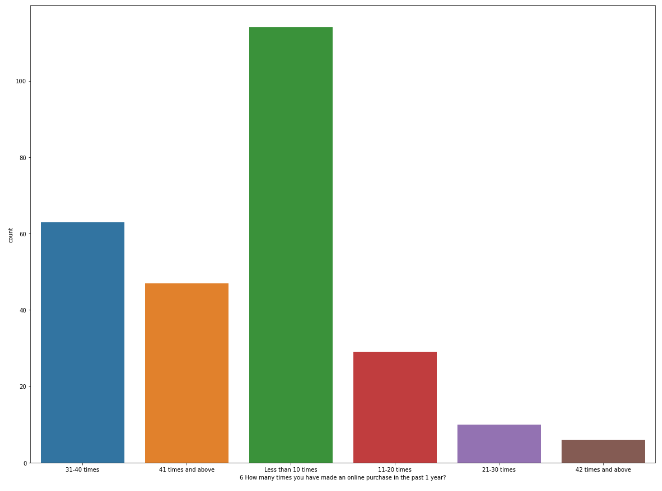 100
80
60
40
20
0
count
31-40 times
41 times and above
Less than 10 times
11-20 times
21-30 times
42 times and above
6 How many times you have made an online purchase in the past 1 year?